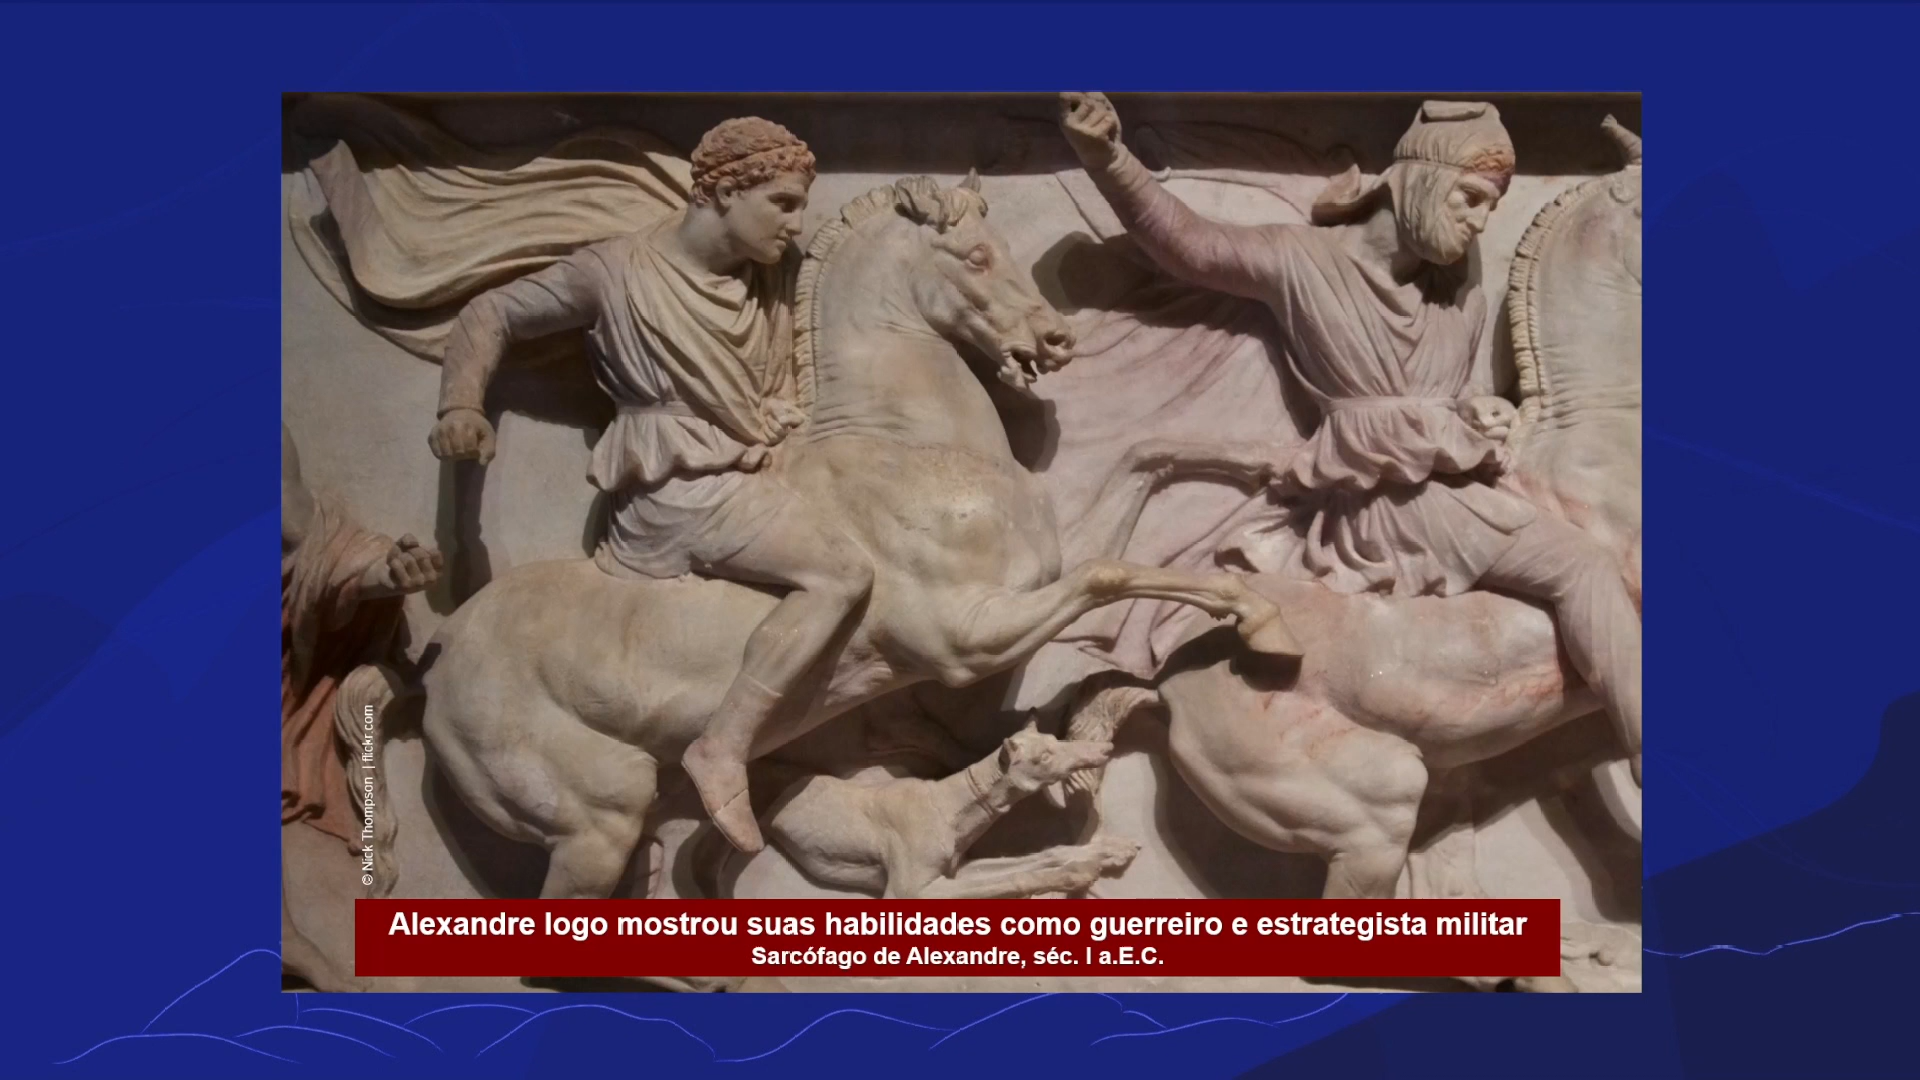 © Nick Thompson | flickr.com
Alexandre logo mostrou suas habilidades como guerreiro e estrategista militar
Sarcófago de Alexandre, séc. I a.E.C.